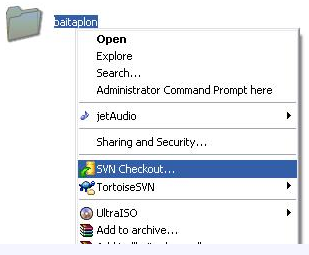 baitaplon
Open
Explore
Search...
Administrator Command Prompt here
jetAudio
Sharing and Security...
SVN Checkout...
TortoiseSVN
UltraISO
Add to archive...